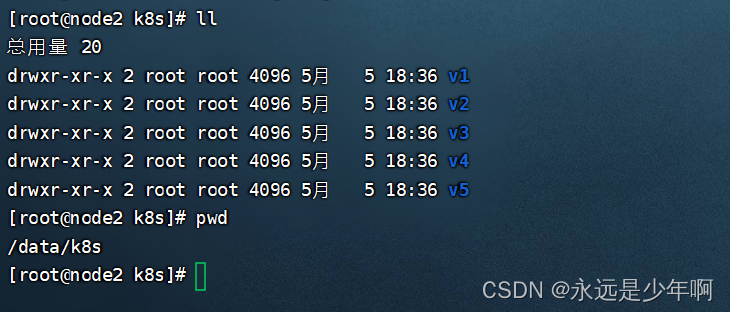 [root@node2 k8s]# ll
总用量 20
drwxr-xr-x 2 root root 4096 5月   5 18:36 v1
drwxr-xr-x 2 root root 4096 5月   5 18:36 v2
drwxr-xr-x 2 root root 4096 5月   5 18:36 v3
drwxr-xr-x 2 root root 4096 5月   5 18:36 v4
drwxr-xr-x 2 root root 4096 5月   5 18:36 v5
[root@node2 k8s]# pwd
/data/k8s
[root@node2 k8s]#
CSDN @永远是少年啊